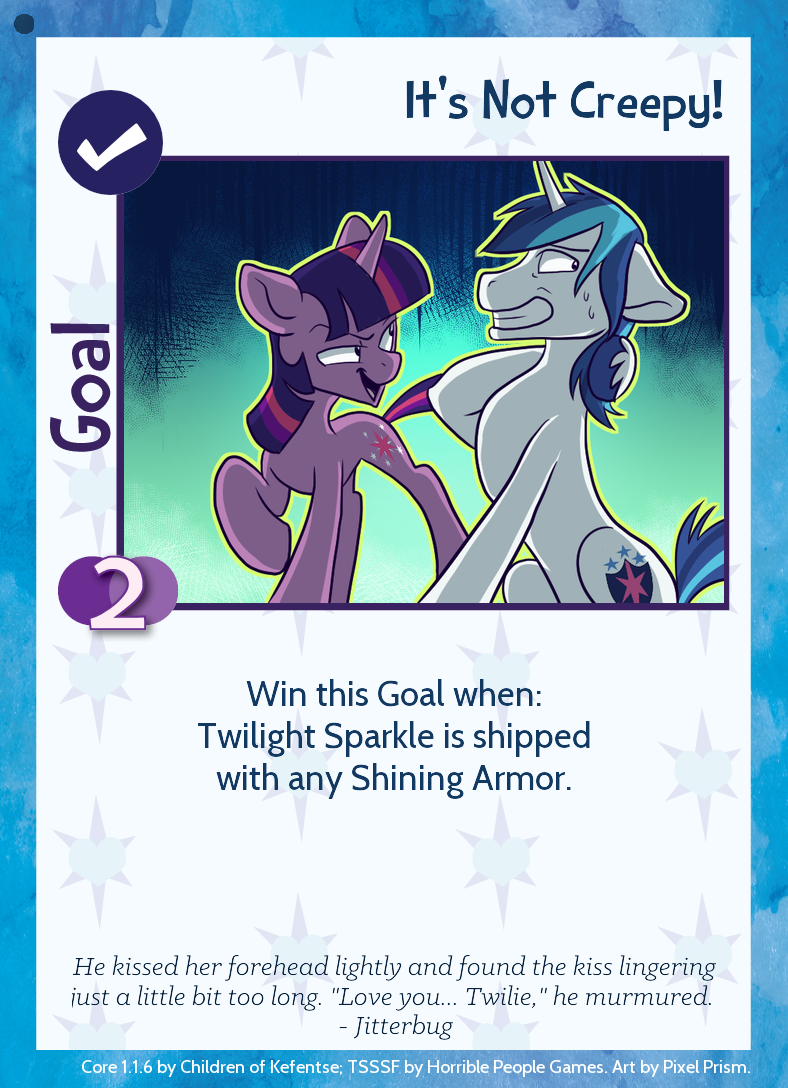 It's Not Creepy!
Goal
2
Win this Goal when:
Twilight Sparkle is shipped
with any Shining Armor.
He kissed her forehead lightly and found the kiss lingering
just a little bit too long. "Love you... Twilie," he murmured.
- Jitterbug
Core 1.1.6 by Children of Kefentse; TSSSF by Horrible People Games. Art by Pixel Prism.